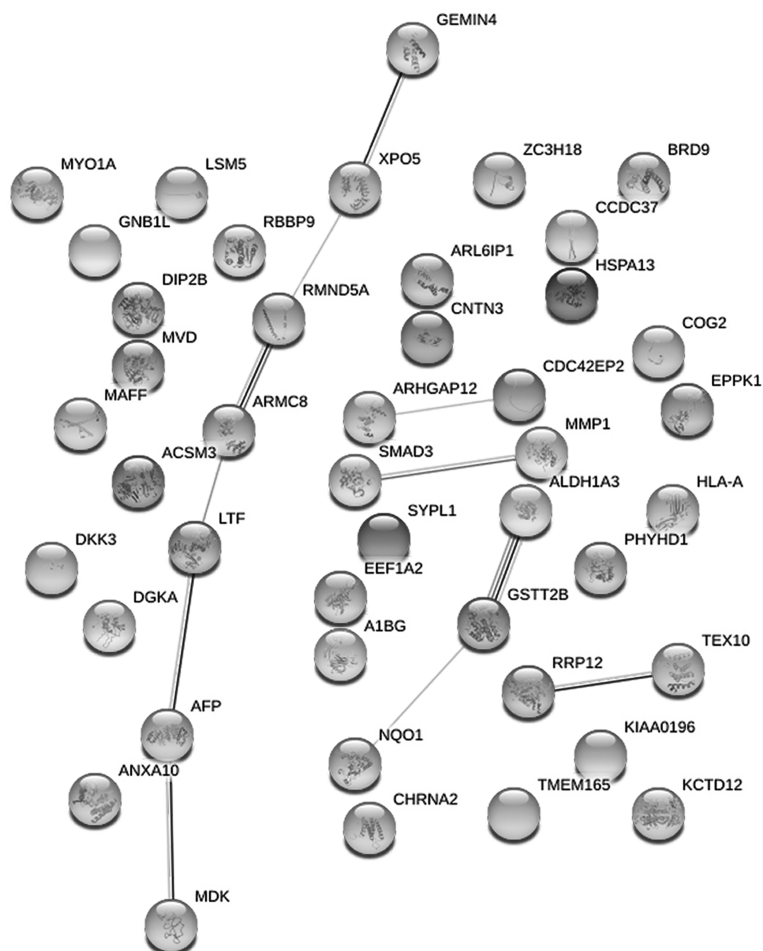 GEMIN4
ZC3H18
BRD9
MYO1A
LSM5
XPO5
CCDC37
GNB1L
RBBP9
ARL6IP1
HSPA13
DIP2B
RMND5A
CNTN3
COG2
MVD
CDC42EP2
EPPK1
MAFF
ARMC8
ARHGAP12
MMP1
ACSM3
SMAD3
ALDH1A3
HLA-A
LTF
SYPL1
DKK3
PHYHD1
EEF1A2
DGKA
GSTT2B
A1BG
TEX10
RRP12
AFP
KIAA0196
NQO1
ANXA10
TMEM165
KCTD12
CHRNA2
MDK